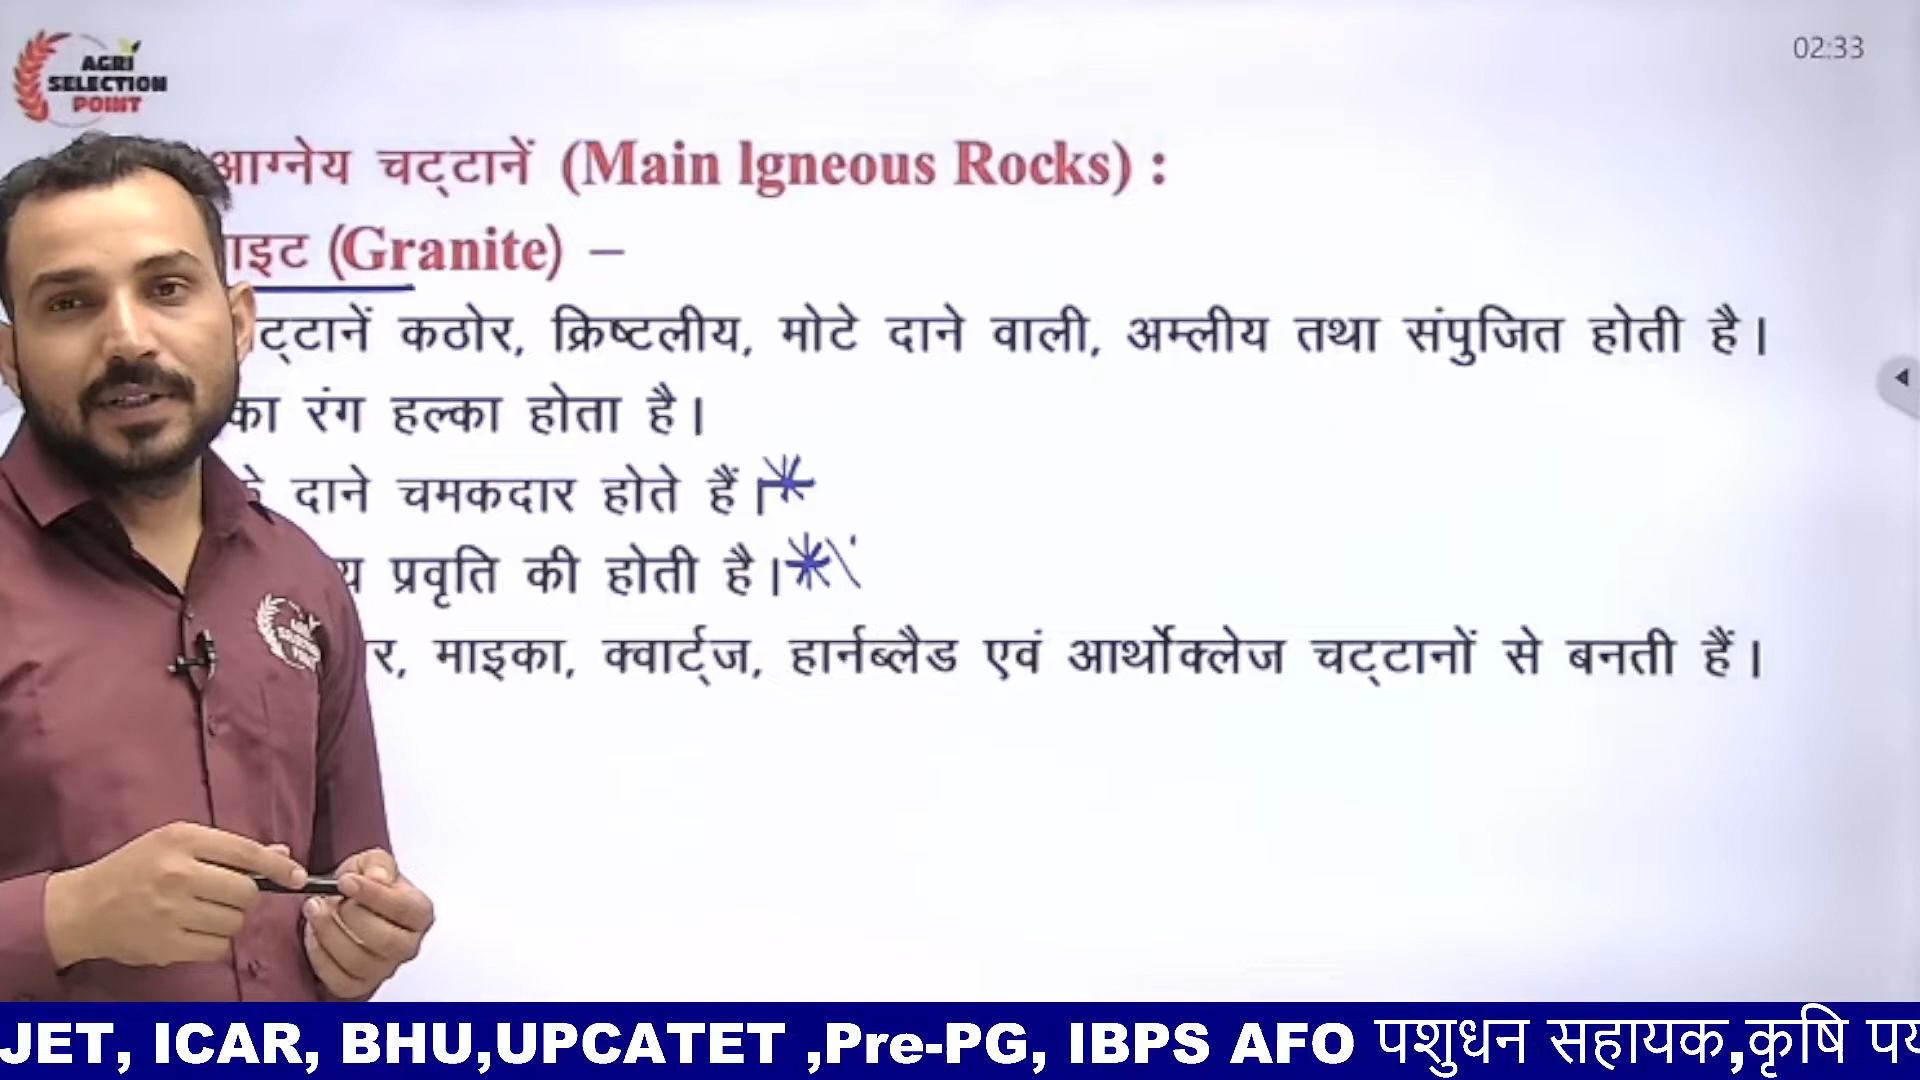 AGRI
SELECTION
POINT
02:33
आग्नेय चट्टानें (Main Igneous Rocks) :
(Granite) –
कठोर, क्रिष्टलीय, मोटे दाने वाली, अम्लीय तथा संपुजित होती है।
का रंग हल्का होता है।
दाने चमकदार होते हैं।
प्रवृति की होती है।
माइका, क्वार्ट्ज, हार्नब्लैड एवं आर्थोक्लेज चट्टानों से बनती हैं।
JET, ICAR, BHU,UPCATET ,Pre-PG, IBPS AFO पशुधन सहायक,कृषि